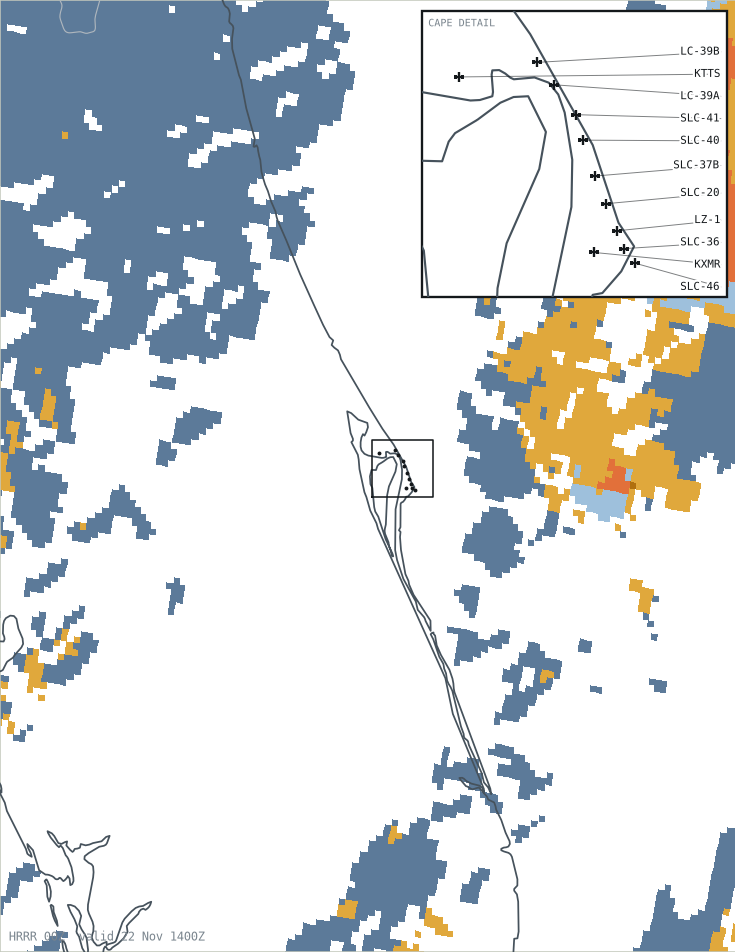 CAPE DETAIL
LC-39B
KTTS
LC-39A
SLC-41
SLC-40
SLC-37B
SLC-20
LZ-1
SLC-36
KXMR
SLC-46
HRRR valid 22 Nov 1400Z